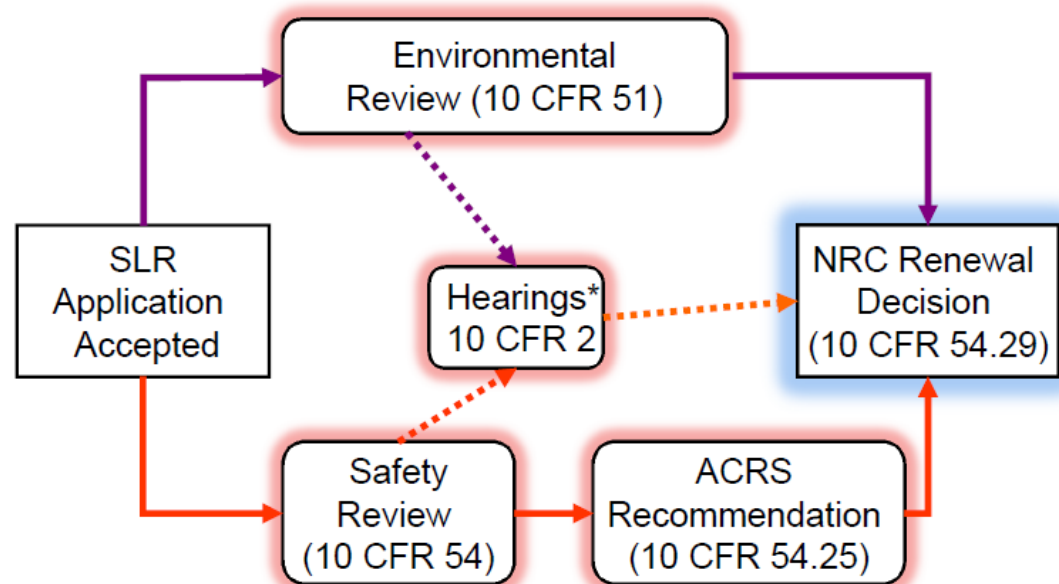 Environmental
Review (10 CFR 51)
SLR
Application
Accepted
Hearings*
10 CFR 2
NRC Renewal
Decision
(10 CFR 54.29)
Safety
Review
(10 CFR 54)
ACRS
Recommendation
(10 CFR 54.25)